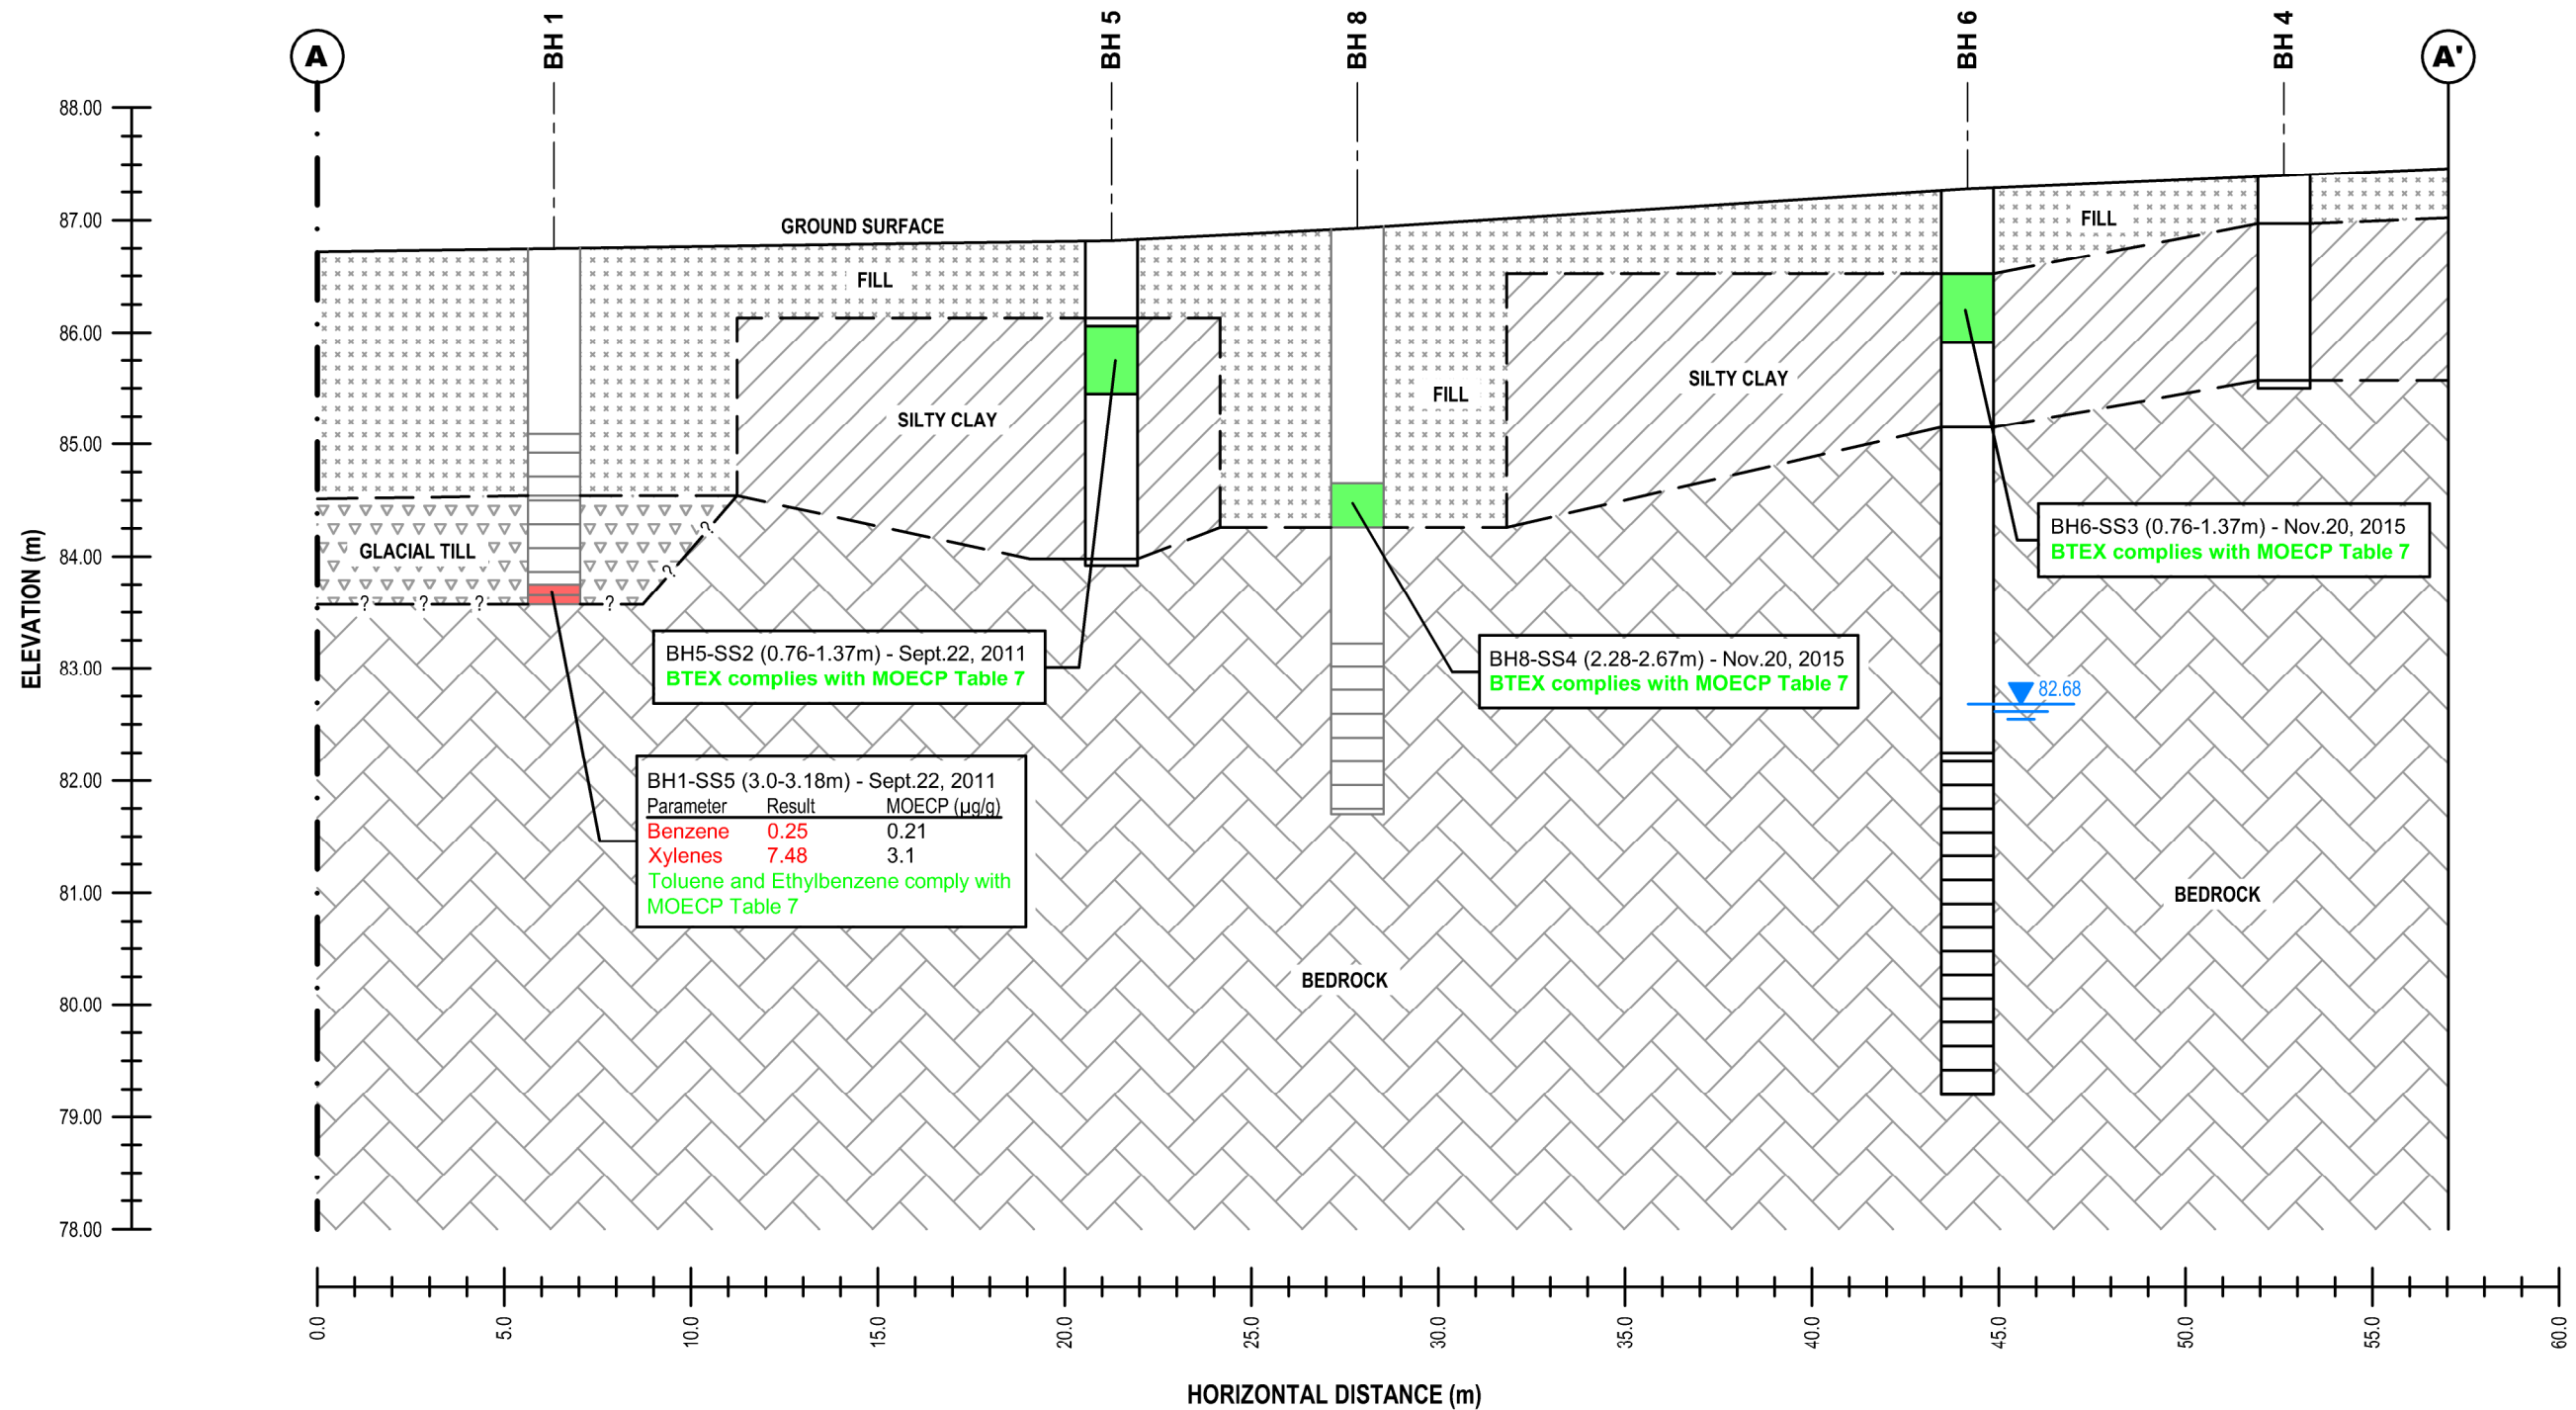 A
BH 1
BH 5
BH 8
BH 6
BH 4
A'
88.00
87.00
86.00
85.00
84.00
83.00
82.00
81.00
80.00
79.00
78.00
ELEVATION (m)
GROUND SURFACE
FILL
FILL
FILL
SILTY CLAY
SILTY CLAY
GLACIAL TILL
? ? ? ? ? ?
BH6-SS3 (0.76-1.37m) - Nov.20, 2015
BTEX complies with MOECP Table 7
BH5-SS2 (0.76-1.37m) - Sept.22, 2011
BTEX complies with MOECP Table 7
BH8-SS4 (2.28-2.67m) - Nov.20, 2015
BTEX complies with MOECP Table 7
82.68
BH1-SS5 (3.0-3.18m) - Sept.22, 2011
Parameter Result MOECP (µg/g)
Benzene 0.25 0.21
Xylenes 7.48 3.1
Toluene and Ethylbenzene comply with
MOECP Table 7
BEDROCK
BEDROCK
0.0
5.0
10.0
15.0
20.0
25.0
30.0
35.0
40.0
45.0
50.0
55.0
60.0
HORIZONTAL DISTANCE (m)